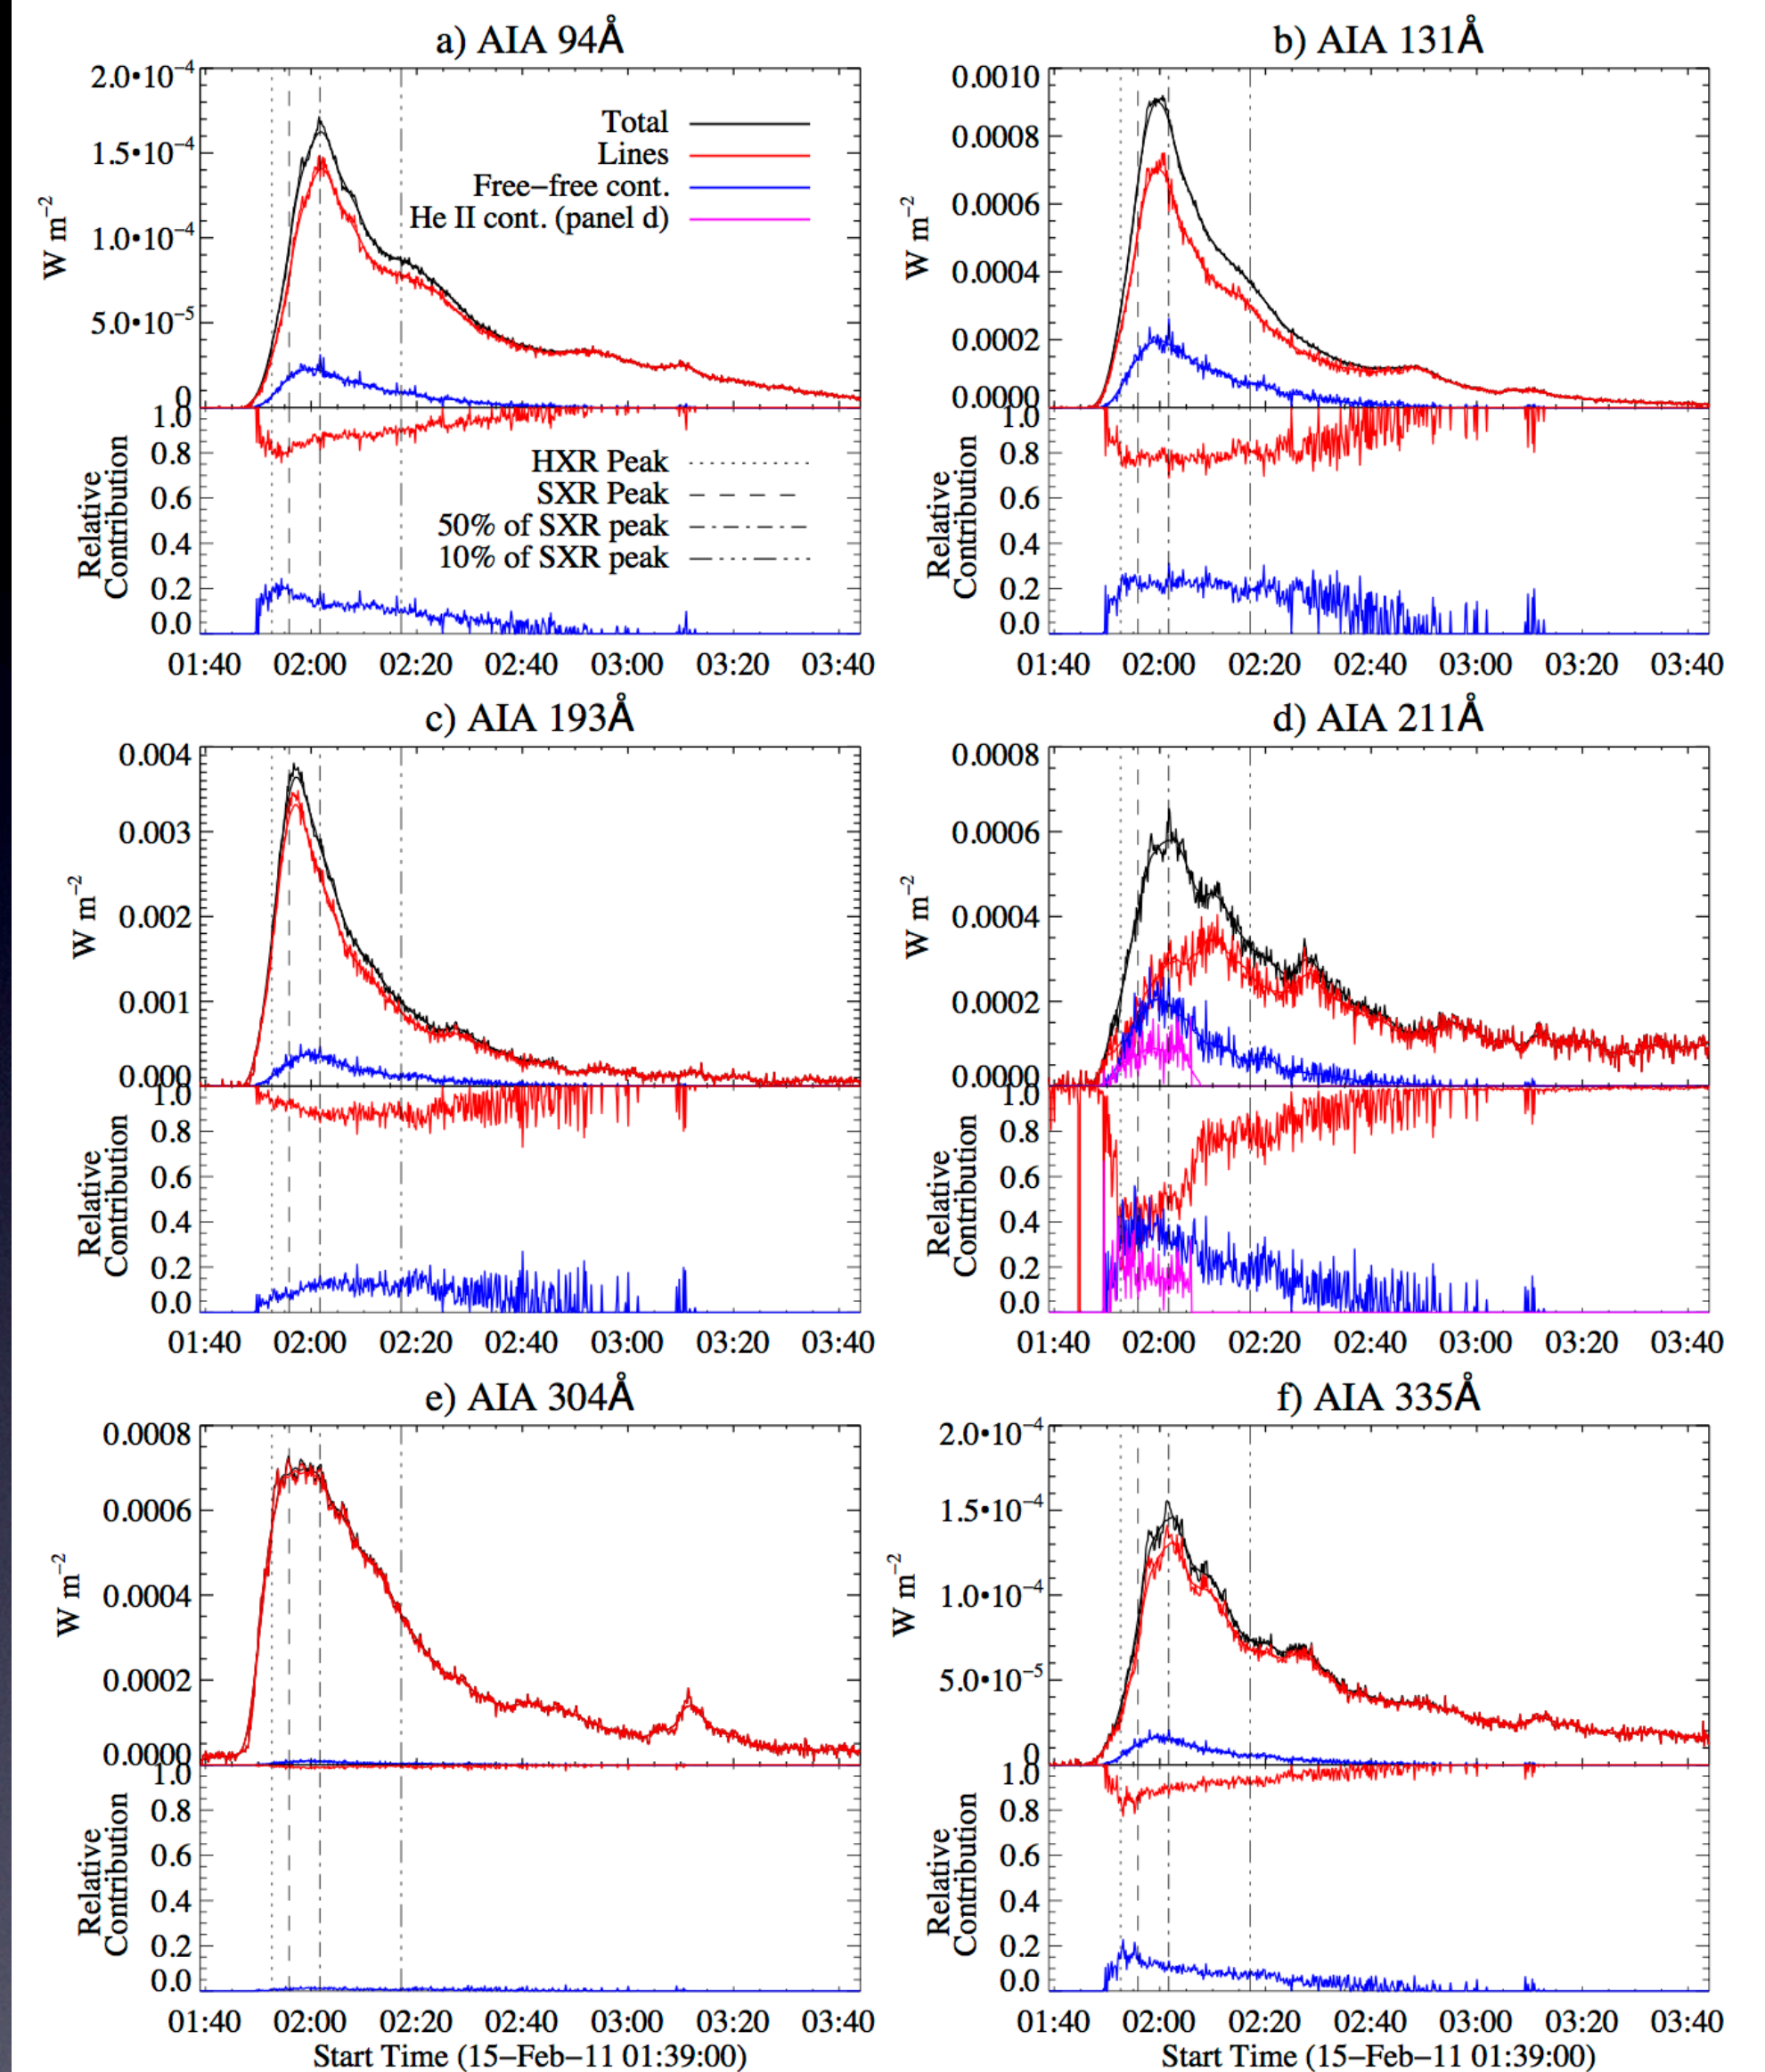 a) AIA 94Å
2.0•10⁻⁴
1.5•10⁻⁴
1.0•10⁻⁴
5.0•10⁻⁵
0
W m⁻²
Total
Lines
Free−free cont.
He II cont. (panel d)
1.0
0.8
0.6
0.4
0.2
0.0
Relative
Contribution
HXR Peak
SXR Peak
50% of SXR peak
10% of SXR peak
01:40 02:00 02:20 02:40 03:00 03:20 03:40
b) AIA 131Å
0.0010
0.0008
0.0006
0.0004
0.0002
0.0000
W m⁻²
1.0
0.8
0.6
0.4
0.2
0.0
Relative
Contribution
01:40 02:00 02:20 02:40 03:00 03:20 03:40
c) AIA 193Å
0.004
0.003
0.002
0.001
0.000
W m⁻²
1.0
0.8
0.6
0.4
0.2
0.0
Relative
Contribution
01:40 02:00 02:20 02:40 03:00 03:20 03:40
d) AIA 211Å
0.0008
0.0006
0.0004
0.0002
0.0000
W m⁻²
1.0
0.8
0.6
0.4
0.2
0.0
Relative
Contribution
01:40 02:00 02:20 02:40 03:00 03:20 03:40
e) AIA 304Å
0.0008
0.0006
0.0004
0.0002
0.0000
W m⁻²
1.0
0.8
0.6
0.4
0.2
0.0
Relative
Contribution
01:40 02:00 02:20 02:40 03:00 03:20 03:40
Start Time (15−Feb−11 01:39:00)
f) AIA 335Å
2.0•10⁻⁴
1.5•10⁻⁴
1.0•10⁻⁴
5.0•10⁻⁵
0
W m⁻²
1.0
0.8
0.6
0.4
0.2
0.0
Relative
Contribution
01:40 02:00 02:20 02:40 03:00 03:20 03:40
Start Time (15−Feb−11 01:39:00)